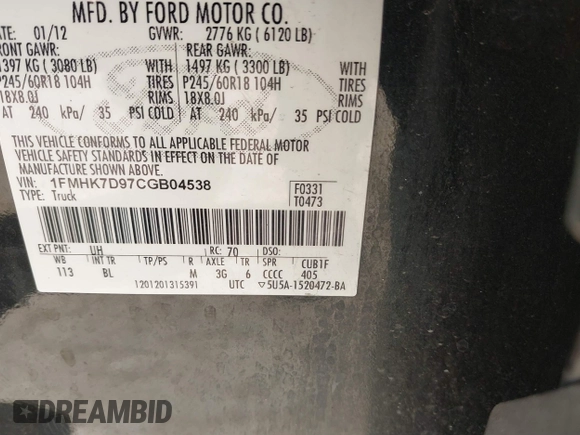 MFD. BY FORD MOTOR CO.
01/12 GVWR: 2776 KG ( 6120 LB)
FRONT GAWR: REAR GAWR:
1397 KG ( 3080 LB) 1497 KG ( 3300 LB)
P245/60R18 104H TIRES P245/60R18 104H TIRES
18X8.0J RIMS 18X8.0J RIMS
AT 240 kPa/ 35 PSI COLD AT 240 kPa/ 35 PSI COLD
THIS VEHICLE CONFORMS TO ALL APPLICABLE FEDERAL MOTOR
VEHICLE SAFETY STANDARDS IN EFFECT ON THE DATE OF
MANUFACTURE SHOWN ABOVE.
VIN: 1FMHK7D97CGB04538 F0331
TYPE: Truck T0473
EXT PNT: UH RC: 70 DSO:
WB INT TR TP/PS R AXLE TR SPR CUB1F
113 BL M 3G 6 CCCC 405
1201201315391 UTC ▽5U5A-1520472-BA
DREAMBID